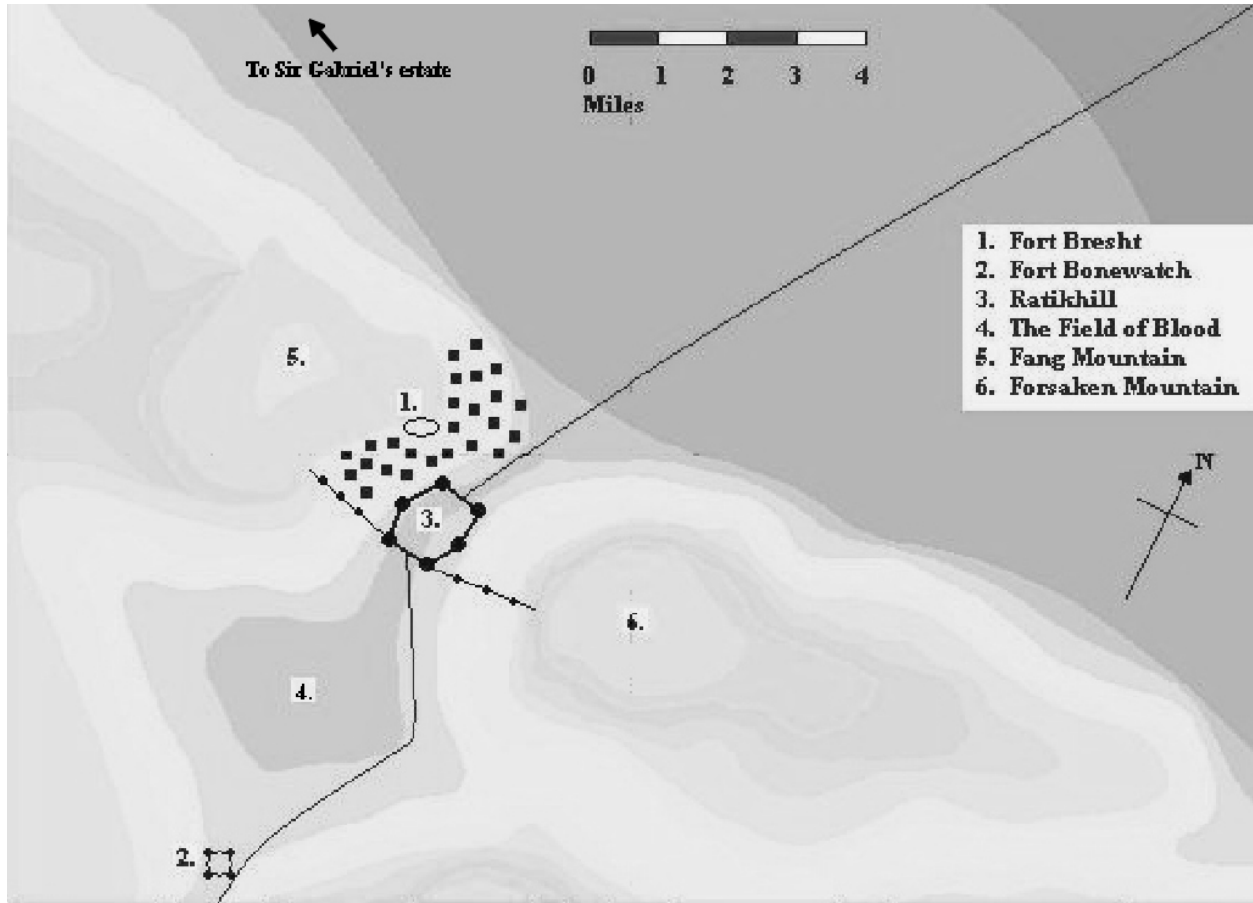 To Sir Gabriel's estate
0 1 2 3 4
Miles
1. Fort Bresht
2. Fort Bonewatch
3. Ratikhill
4. The Field of Blood
5. Fang Mountain
6. Forsaken Mountain
5.
1.
N
3.
6.
4.
2.